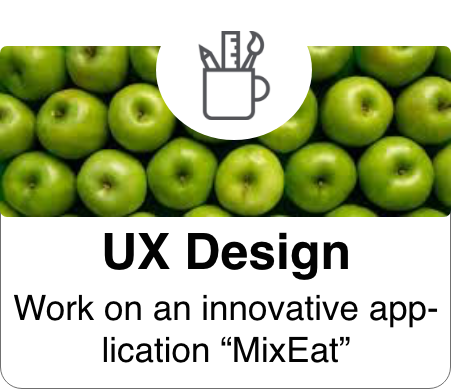 UX Design
Work on an innovative app-
lication “MixEat”